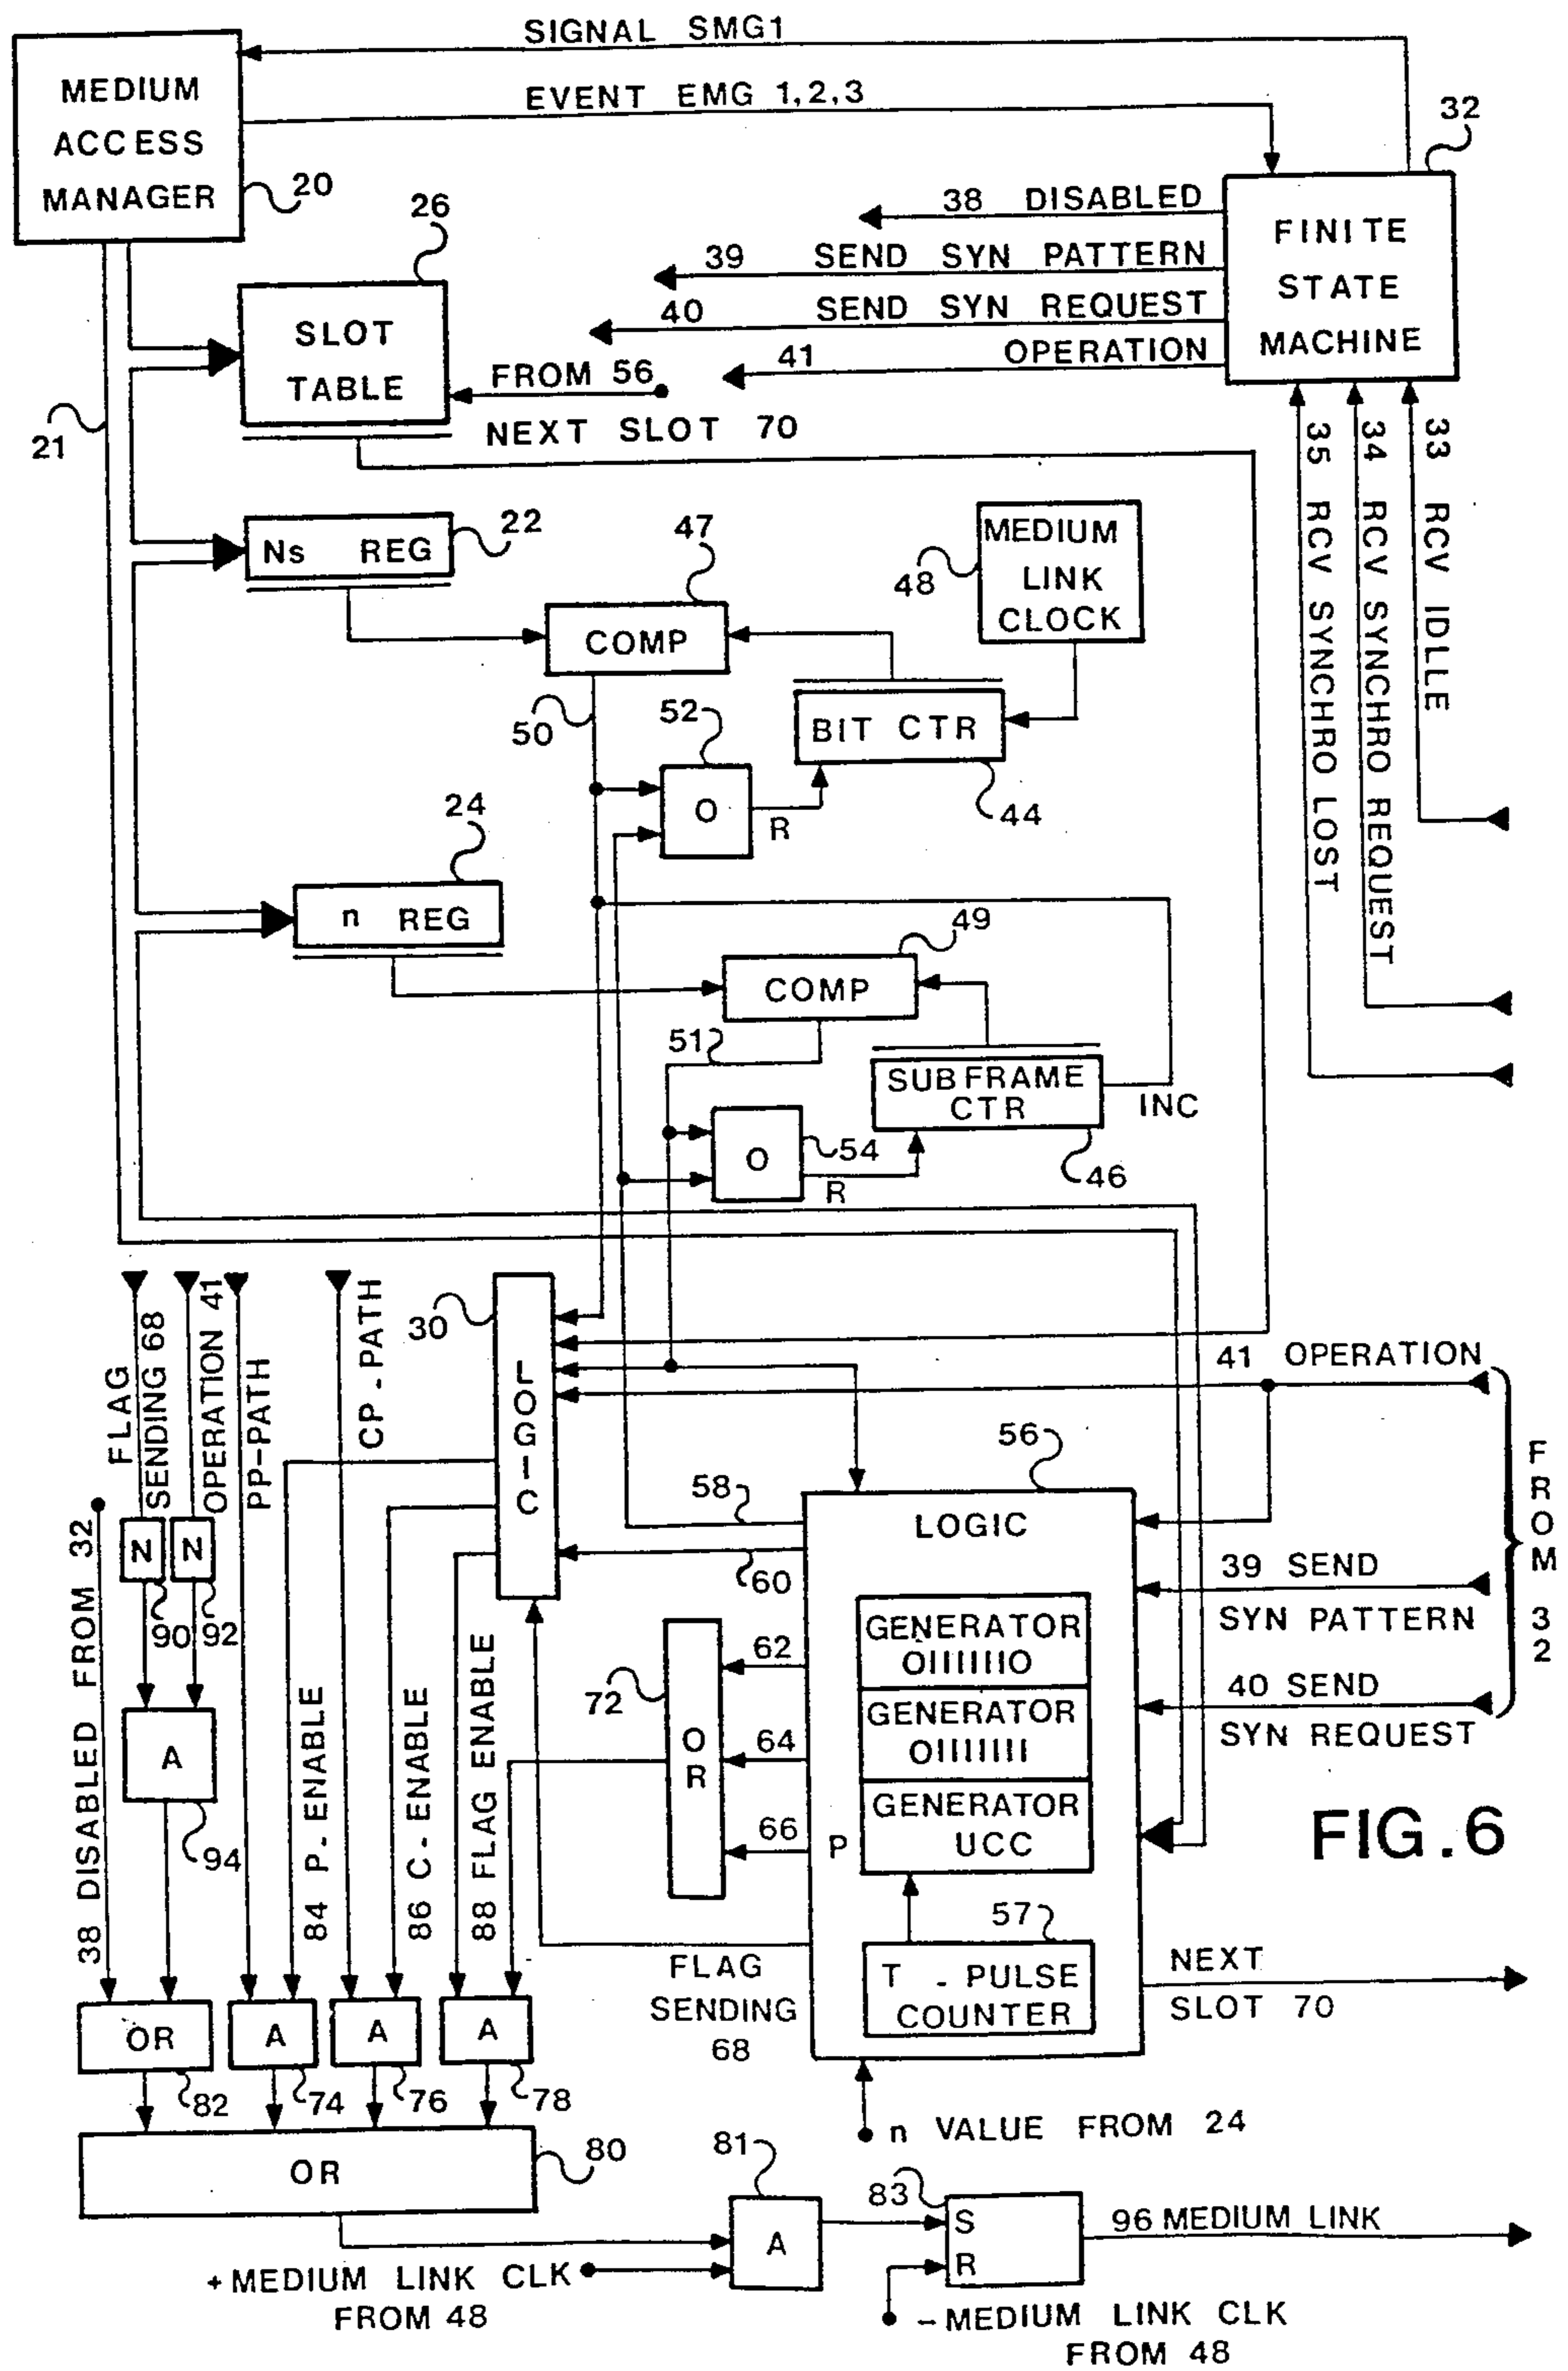 SIGNAL SMG1
EVENT EMG 1,2,3
MEDIUM
ACCESS
MANAGER
20
32
FINITE
STATE
MACHINE
38 DISABLED
39 SEND SYN PATTERN
40 SEND SYN REQUEST
41 OPERATION
26
SLOT
TABLE
FROM 56
NEXT SLOT 70
21
35 RCV SYNCHRO LOST
34 RCV SYNCHRO REQUEST
33 RCV IDLLE
Ns REG
22
47
COMP
48
MEDIUM
LINK
CLOCK
50
52
O
R
BIT CTR
44
24
n REG
49
COMP
51
SUBFRAME
CTR
INC
46
O
54
R
FLAG
SENDING 68
OPERATION 41
PP-PATH
CP-PATH
30
LOGIC
41 OPERATION
FROM 32
56
LOGIC
58
60
39 SEND
SYN PATTERN
40 SEND
SYN REQUEST
GENERATOR
01111110
GENERATOR
01111111
GENERATOR
UCC
P
57
T - PULSE
COUNTER
62
64
66
72
OR
38 DISABLED FROM 32
N
N
90
92
A
94
84 P-ENABLE
86 C-ENABLE
88 FLAG ENABLE
FLAG
SENDING
68
NEXT
SLOT 70
FIG.6
OR
A
A
A
82
74
76
78
n VALUE FROM 24
OR
80
81
A
83
S
R
96 MEDIUM LINK
+MEDIUM LINK CLK
FROM 48
-MEDIUM LINK CLK
FROM 48